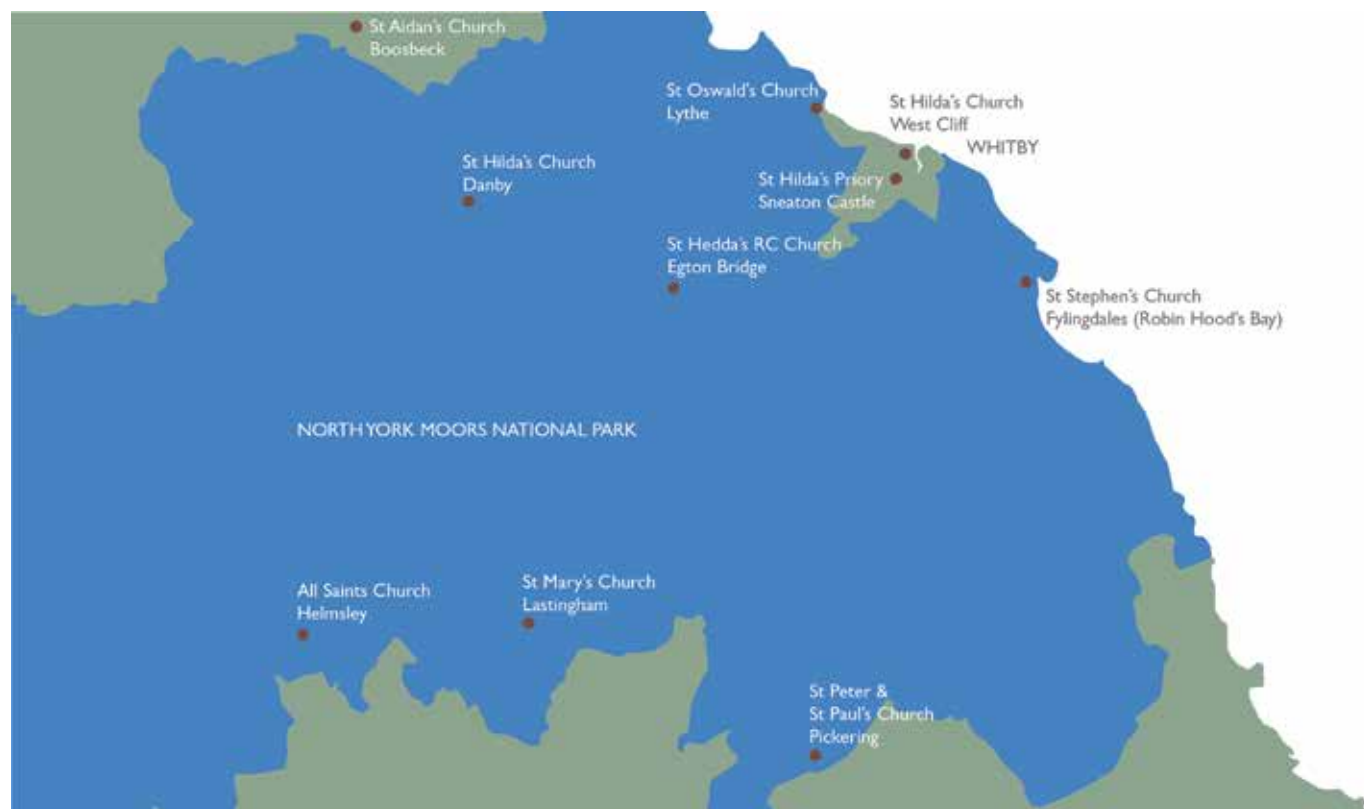 St Aidan's Church
Boosbeck
St Oswald's Church
Lythe
St Hilda's Church
West Cliff
WHITBY
St Hilda's Church
Danby
St Hilda's Priory
Sneaton Castle
St Hedda's RC Church
Egton Bridge
St Stephen's Church
Fylingdales (Robin Hood's Bay)
NORTH YORK MOORS NATIONAL PARK
All Saints Church
Helmsley
St Mary's Church
Lastingham
St Peter &
St Paul's Church
Pickering